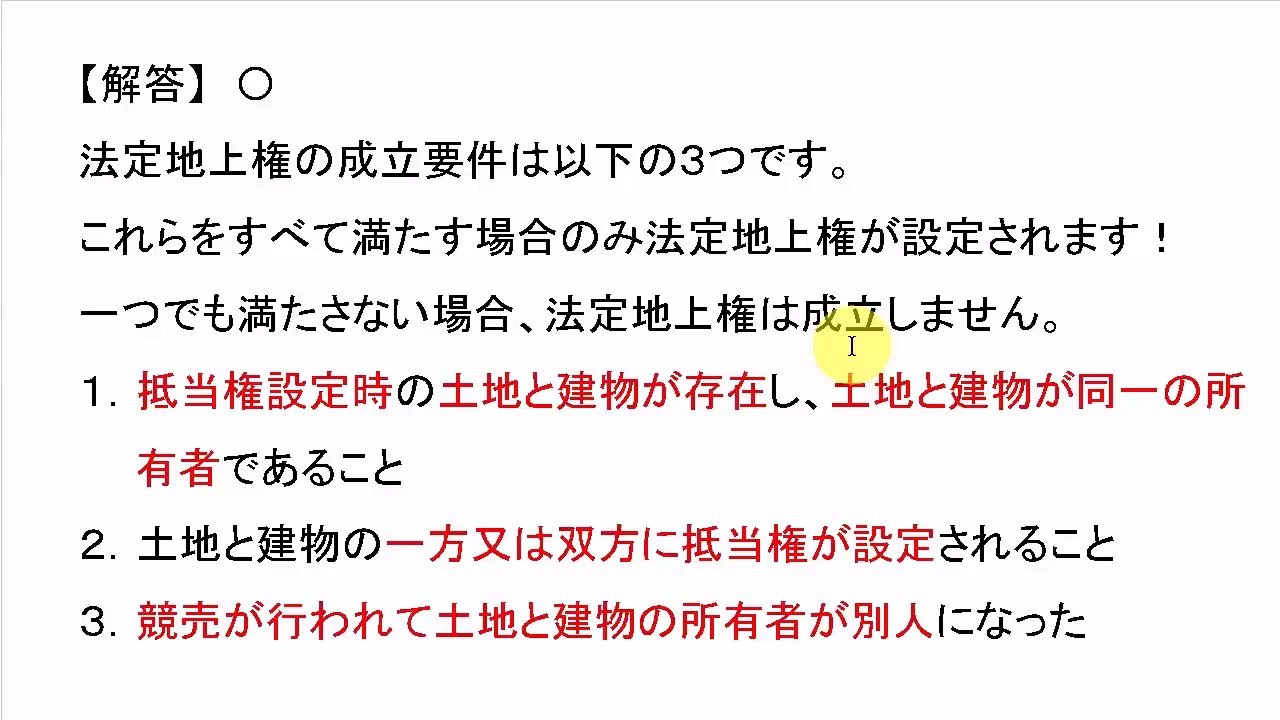 【解答】 ○
法定地上権の成立要件は以下の3つです。
これらをすべて満たす場合のみ法定地上権が設定されます！
一つでも満たさない場合、法定地上権は成立しません。
1．抵当権設定時の土地と建物が存在し、土地と建物が同一の所
有者であること
2．土地と建物の一方又は双方に抵当権が設定されること
3．競売が行われて土地と建物の所有者が別人になった